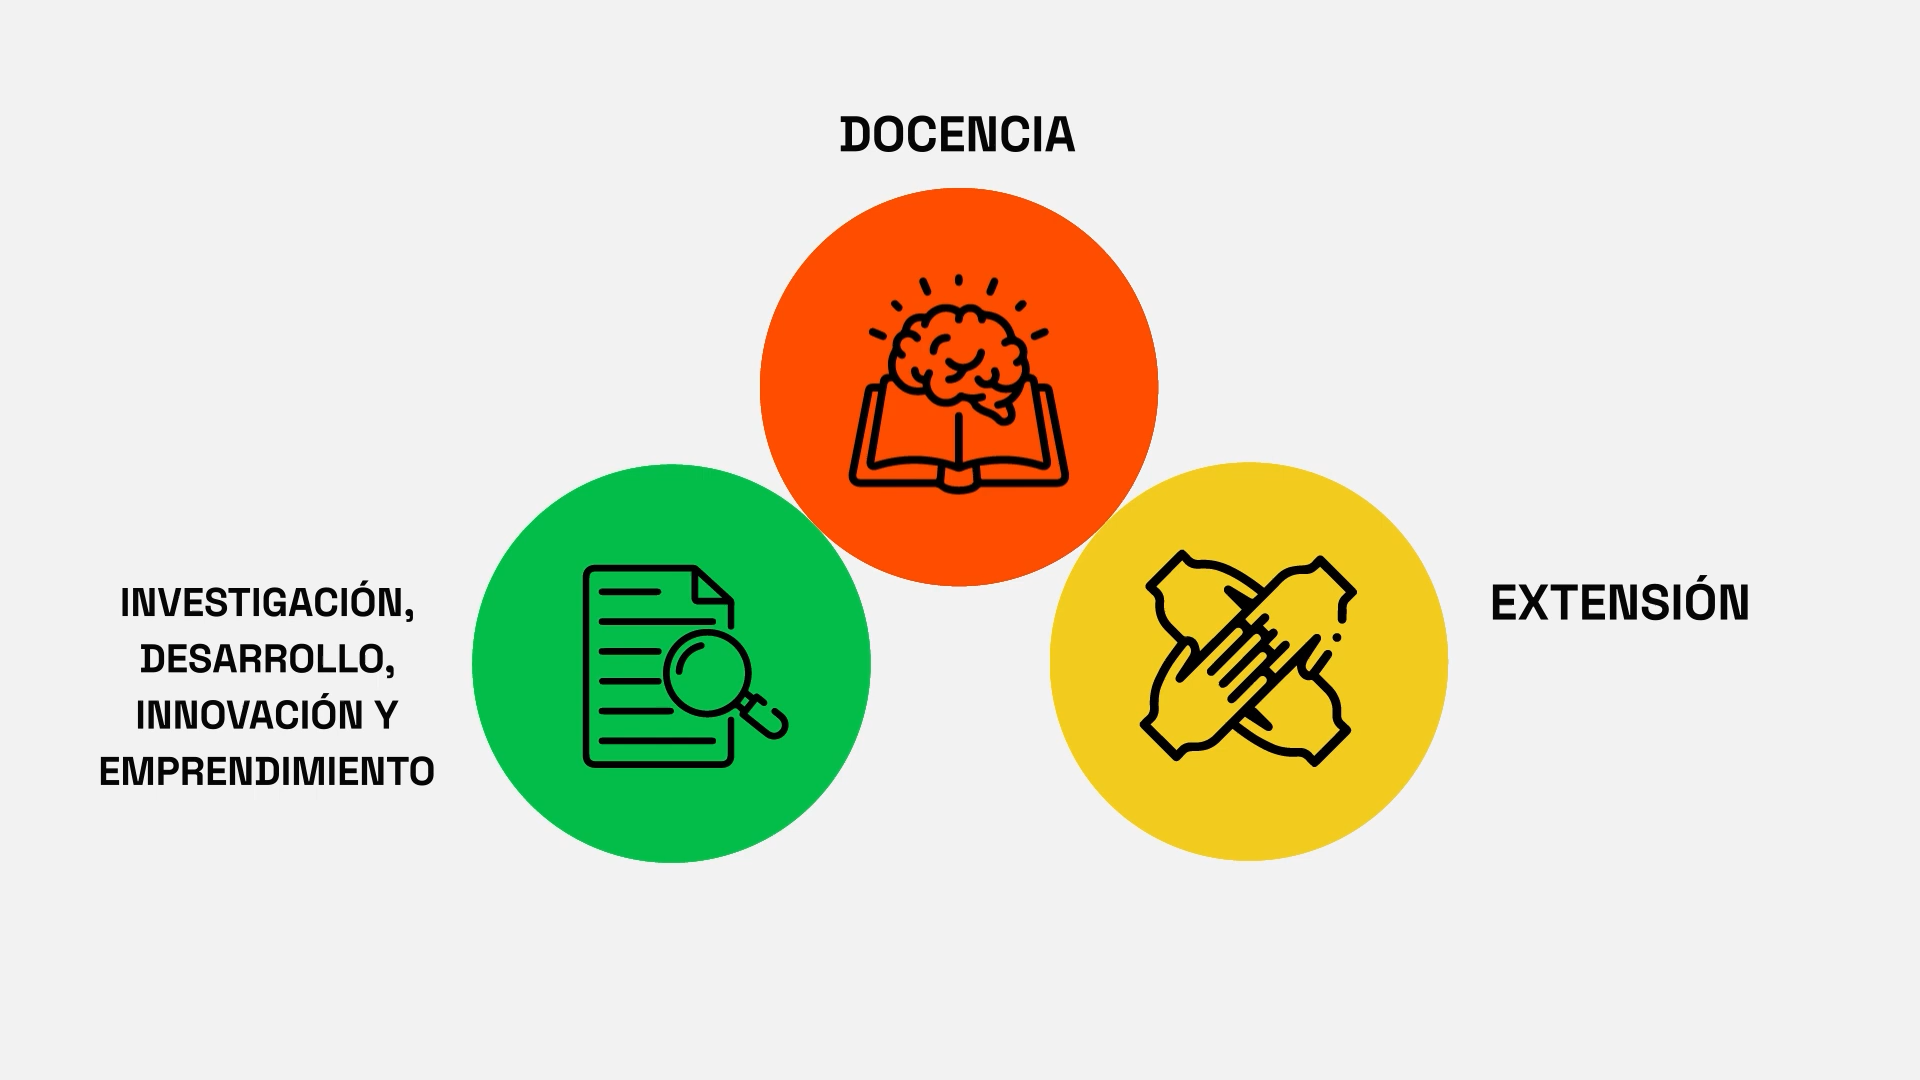 DOCENCIA
INVESTIGACIÓN,
DESARROLLO,
INNOVACIÓN Y
EMPRENDIMIENTO
EXTENSIÓN